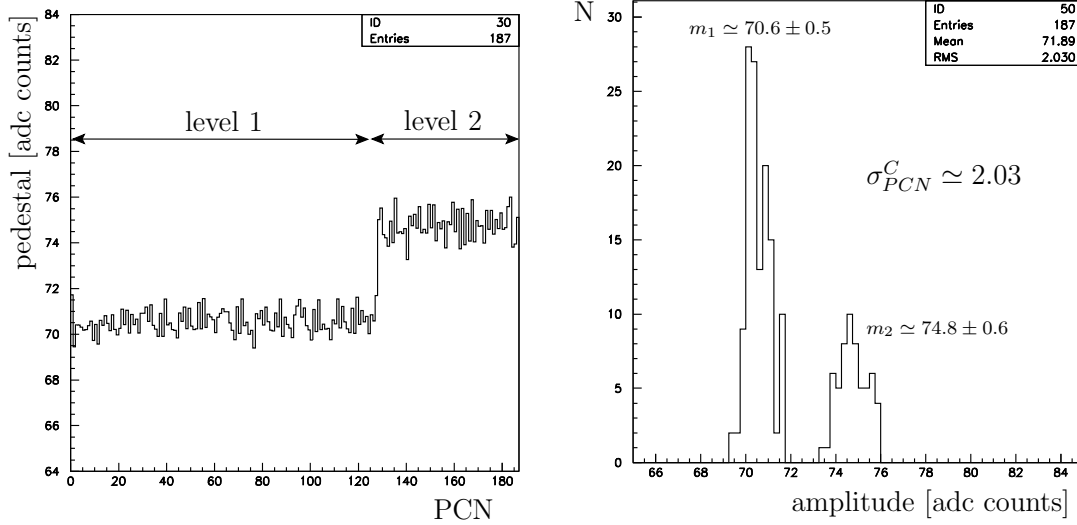 ID 30
Entries 187
84
82
80
78
76
74
72
70
68
66
64
level 1
level 2
pedestal [adc counts]
0 20 40 60 80 100 120 140 160 180
PCN
N
ID 50
Entries 187
Mean 71.89
RMS 2.030
m₁ ≃ 70.6 ± 0.5
30
25
20
15
10
5
0
σ^C_PCN ≃ 2.03
m₂ ≃ 74.8 ± 0.6
66 68 70 72 74 76 78 80 82 84
amplitude [adc counts]